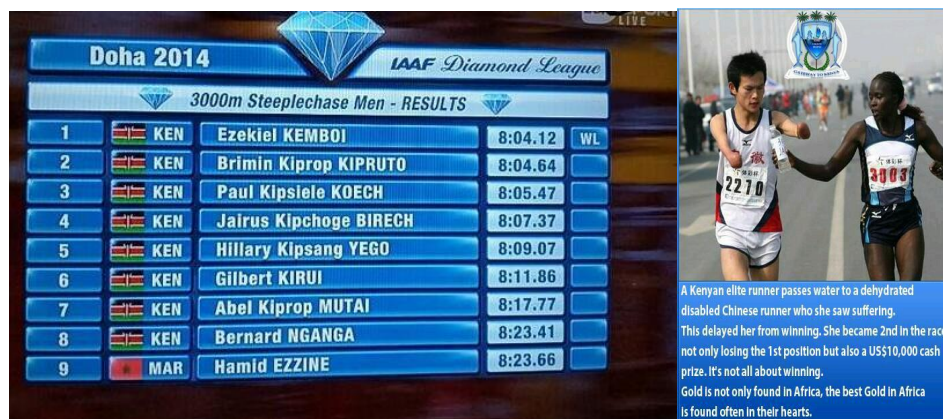 LIVE
Doha 2014
IAAF Diamond League
3000m Steeplechase Men - RESULTS
1 KEN Ezekiel KEMBOI 8:04.12 WL
2 KEN Brimin Kiprop KIPRUTO 8:04.64
3 KEN Paul Kipsiele KOECH 8:05.47
4 KEN Jairus Kipchoge BIRECH 8:07.37
5 KEN Hillary Kipsang YEGO 8:09.07
6 KEN Gilbert KIRUI 8:11.86
7 KEN Abel Kiprop MUTAI 8:17.77
8 KEN Bernard NGANGA 8:23.41
9 MAR Hamid EZZINE 8:23.66
2270
3003
A Kenyan elite runner passes water to a dehydrated
disabled Chinese runner who she saw suffering.
This delayed her from winning. She became 2nd in the race
not only losing the 1st position but also a US$10,000 cash
prize. It's not all about winning.
Gold is not only found in Africa, the best Gold in Africa
is found often in their hearts.